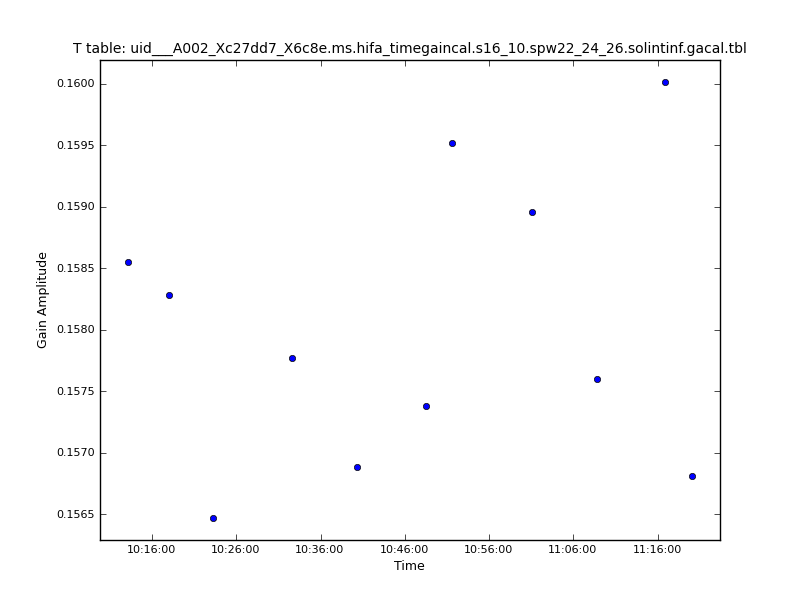 T table: uid___A002_Xc27dd7_X6c8e.ms.hifa_timegaincal.s16_10.spw22_24_26.solintinf.gacal.tbl
0.1600
0.1595
0.1590
0.1585
0.1580
0.1575
0.1570
0.1565
Gain Amplitude
10:16:00 10:26:00 10:36:00 10:46:00 10:56:00 11:06:00 11:16:00
Time